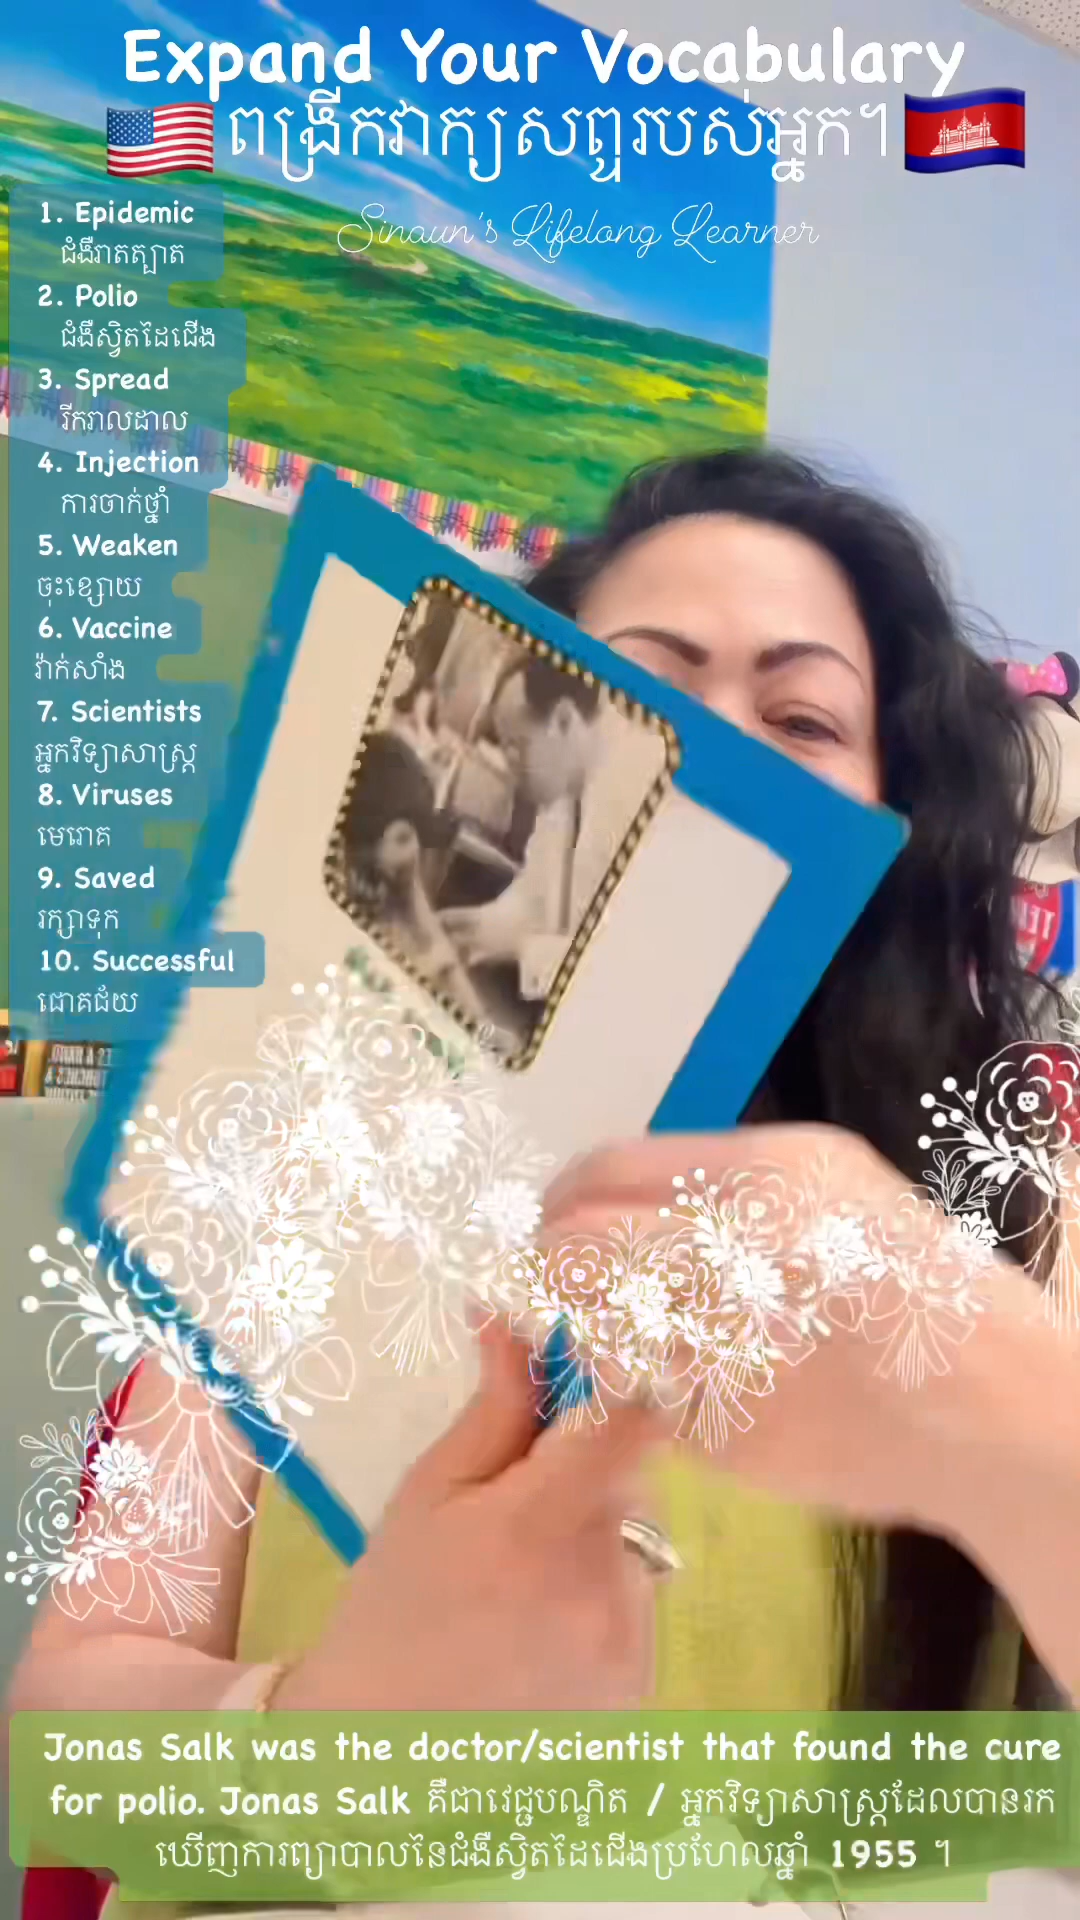 Expand Your Vocabulary
ពង្រីកវាក្យសព្ទរបស់អ្នក។
Sinaun's Lifelong Learner
1. Epidemic
ជំងឺរាតត្បាត
2. Polio
ជំងឺស្វិតដៃជើង
3. Spread
រីករាលដាល
4. Injection
ការចាក់ថ្នាំ
5. Weaken
ចុះខ្សោយ
6. Vaccine
វ៉ាក់សាំង
7. Scientists
អ្នកវិទ្យាសាស្ត្រ
8. Viruses
មេរោគ
9. Saved
រក្សាទុក
10. Successful
ជោគជ័យ
Jonas Salk was the doctor/scientist that found the cure
for polio. Jonas Salk គឺជាវេជ្ជបណ្ឌិត / អ្នកវិទ្យាសាស្ត្រដែលបានរក
ឃើញការព្យាបាលនៃជំងឺស្វិតដៃជើងប្រហែលឆ្នាំ 1955 ។